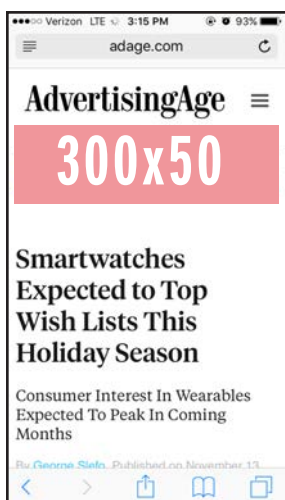 Verizon LTE 3:15 PM 93%
adage.com
AdvertisingAge
300x50
Smartwatches
Expected to Top
Wish Lists This
Holiday Season
Consumer Interest In Wearables
Expected To Peak In Coming
Months
By George Slefo. Published on November 13